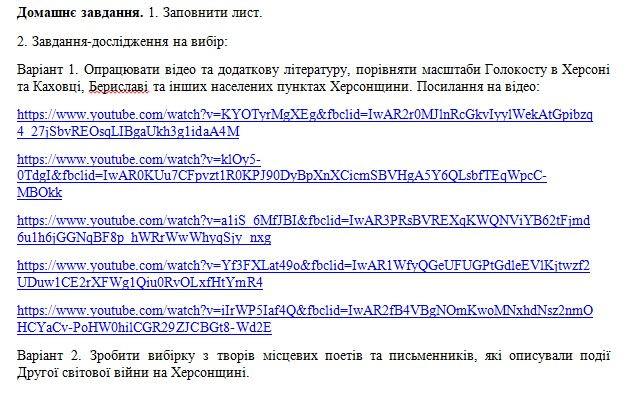 Домашнє завдання. 1. Заповнити лист.
2. Завдання-дослідження на вибір:
Варіант 1. Опрацювати відео та додаткову літературу, порівняти масштаби Голокосту в Херсоні
та Каховці, Бериславі та інших населених пунктах Херсонщини. Посилання на відео:
https://www.youtube.com/watch?v=KYOTyrMgXEg&fbclid=IwAR2r0MJlnRcGkvIyylWekAtGpibzq
4_27jSbvREOsqLIBgaUkh3g1idaA4M
https://www.youtube.com/watch?v=klOy5-
0TdgI&fbclid=IwAR0KUu7CFpvzt1R0KPJ90DyBpXnXCicmSBVHgA5Y6QLsbfTEqWpcC-
MBOkk
https://www.youtube.com/watch?v=a1iS_6MfJBI&fbclid=IwAR3PRsBVREXqKWQNViYB62tFjmd
6u1h6jGGNqBF8p_hWRrWwWhyqSjy_nxg
https://www.youtube.com/watch?v=Yf3FXLat49o&fbclid=IwAR1WfyQGeUFUGPtGdleEVlKjtwzf2
UDuw1CE2rXFWg1Qiu0RvOLxfHtYmR4
https://www.youtube.com/watch?v=iIrWP5Iaf4Q&fbclid=IwAR2fB4VBgNOmKwoMNxhdNsz2nmO
HCYaCv-PoHW0hilCGR29ZJCBGt8-Wd2E
Варіант 2. Зробити вибірку з творів місцевих поетів та письменників, які описували події
Другої світової війни на Херсонщині.